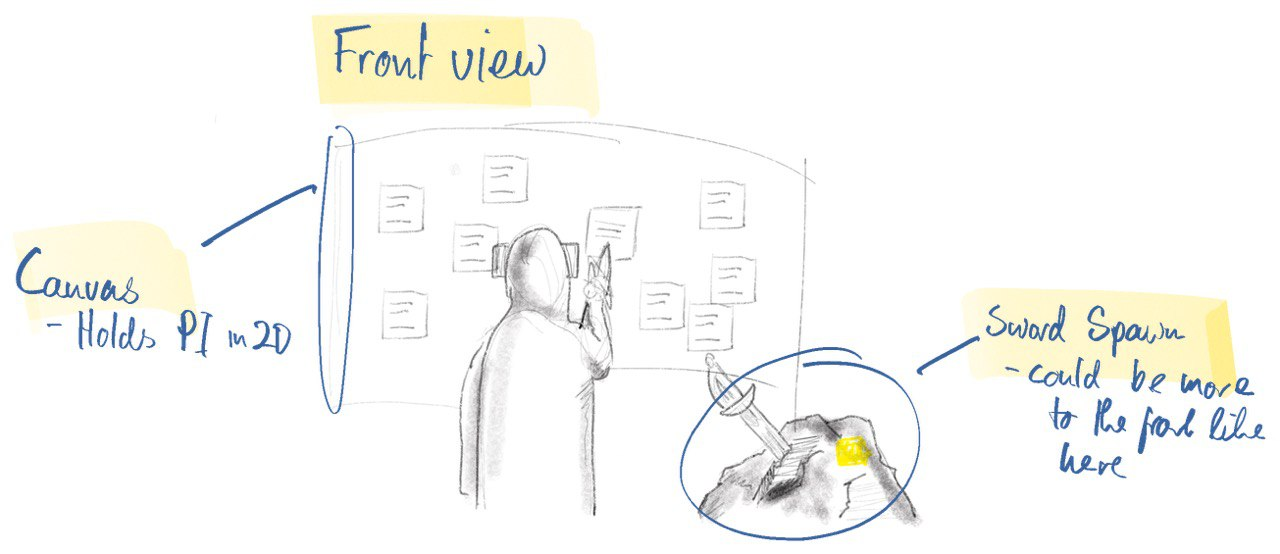 Front view
Canvas
- Holds PI in 2D
Sword Spawn
- could be more
to the front like
here